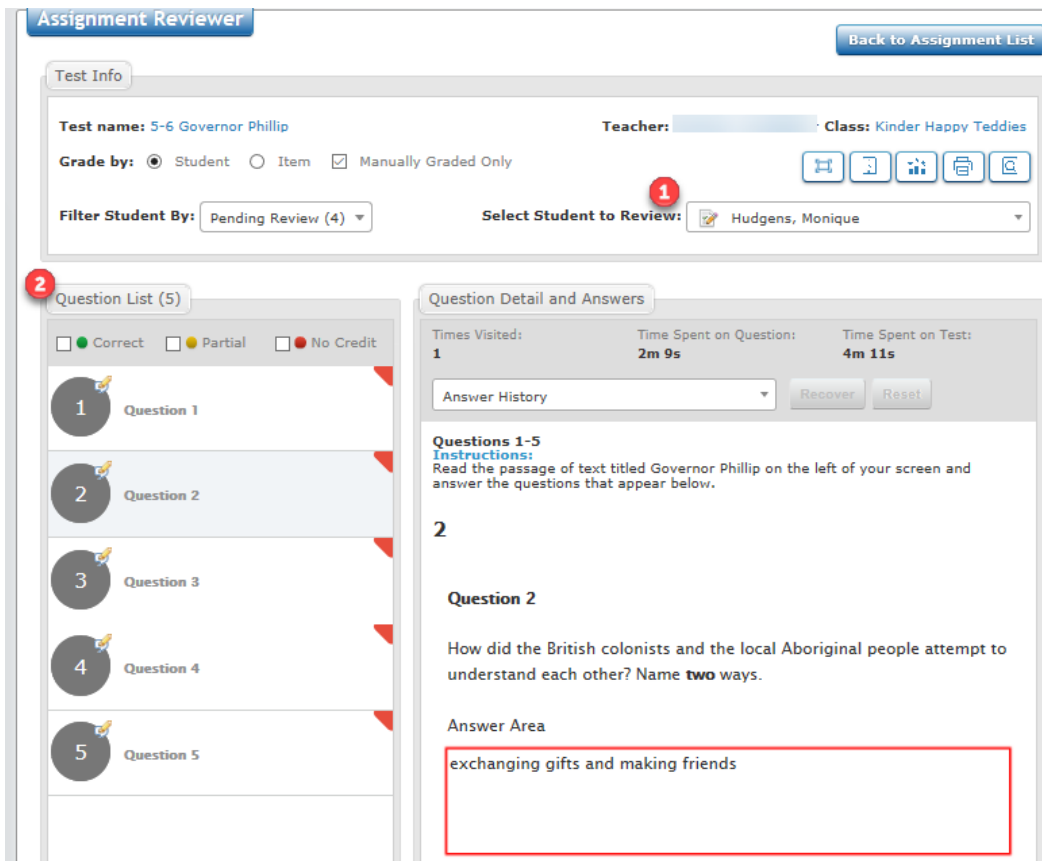 Assignment Reviewer
Back to Assignment List
Test Info
Test name: 5-6 Governor Phillip
Teacher:
Class: Kinder Happy Teddies
Grade by: Student Item Manually Graded Only
1
Filter Student By: Pending Review (4)
Select Student to Review: Hudgens, Monique
2
Question List (5)
Correct Partial No Credit
1 Question 1
2 Question 2
3 Question 3
4 Question 4
5 Question 5
Question Detail and Answers
Times Visited: Time Spent on Question: Time Spent on Test:
1 2m 9s 4m 11s
Answer History Recover Reset
Questions 1-5
Instructions:
Read the passage of text titled Governor Phillip on the left of your screen and
answer the questions that appear below.
2
Question 2
How did the British colonists and the local Aboriginal people attempt to
understand each other? Name two ways.
Answer Area
exchanging gifts and making friends